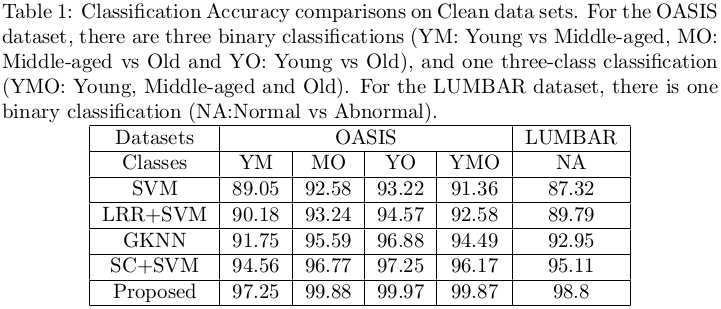 Table 1: Classification Accuracy comparisons on Clean data sets. For the OASIS
dataset, there are three binary classifications (YM: Young vs Middle-aged, MO:
Middle-aged vs Old and YO: Young vs Old), and one three-class classification
(YMO: Young, Middle-aged and Old). For the LUMBAR dataset, there is one
binary classification (NA:Normal vs Abnormal).
Datasets OASIS LUMBAR
Classes YM MO YO YMO NA
SVM 89.05 92.58 93.22 91.36 87.32
LRR+SVM 90.18 93.24 94.57 92.58 89.79
GKNN 91.75 95.59 96.88 94.49 92.95
SC+SVM 94.56 96.77 97.25 96.17 95.11
Proposed 97.25 99.88 99.97 99.87 98.8